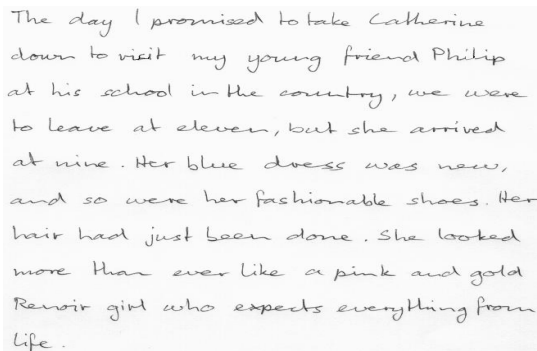 The day I promised to take Catherine
down to visit my young friend Philip
at his school in the country, we were
to leave at eleven, but she arrived
at nine. Her blue dress was new,
and so were her fashionable shoes. Her
hair had just been done. She looked
more than ever like a pink and gold
Renoir girl who expects everything from
life.